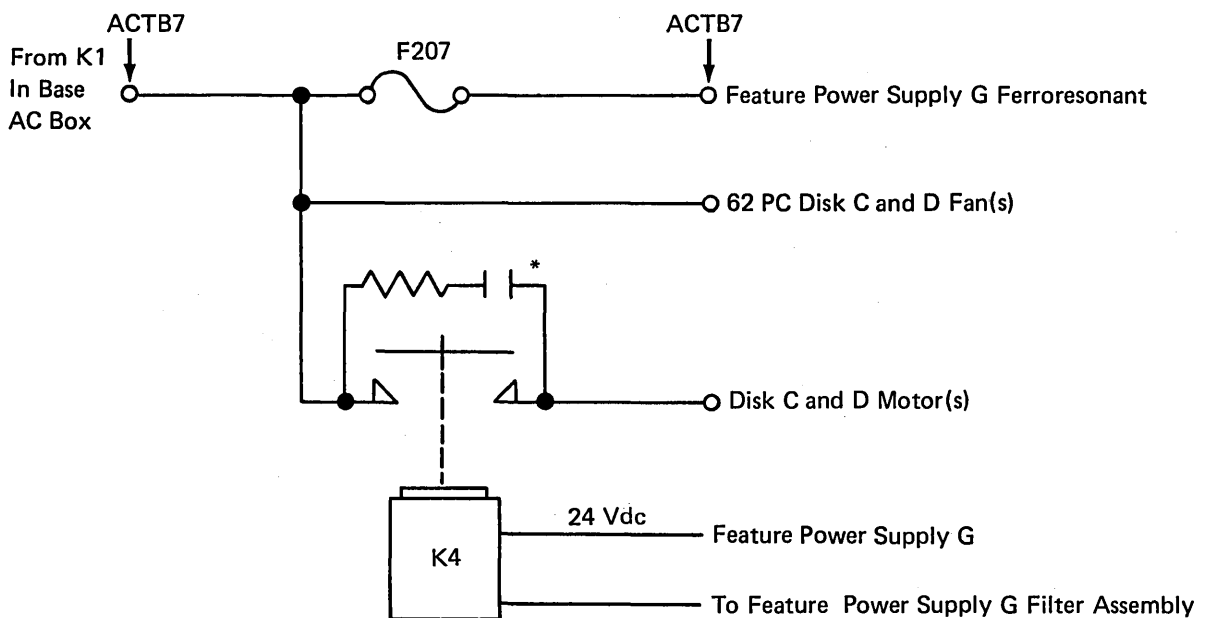 ACTB7
ACTB7
From K1
In Base
AC Box
F207
Feature Power Supply G Ferroresonant
62 PC Disk C and D Fan(s)
*
Disk C and D Motor(s)
24 Vdc
Feature Power Supply G
K4
To Feature Power Supply G Filter Assembly